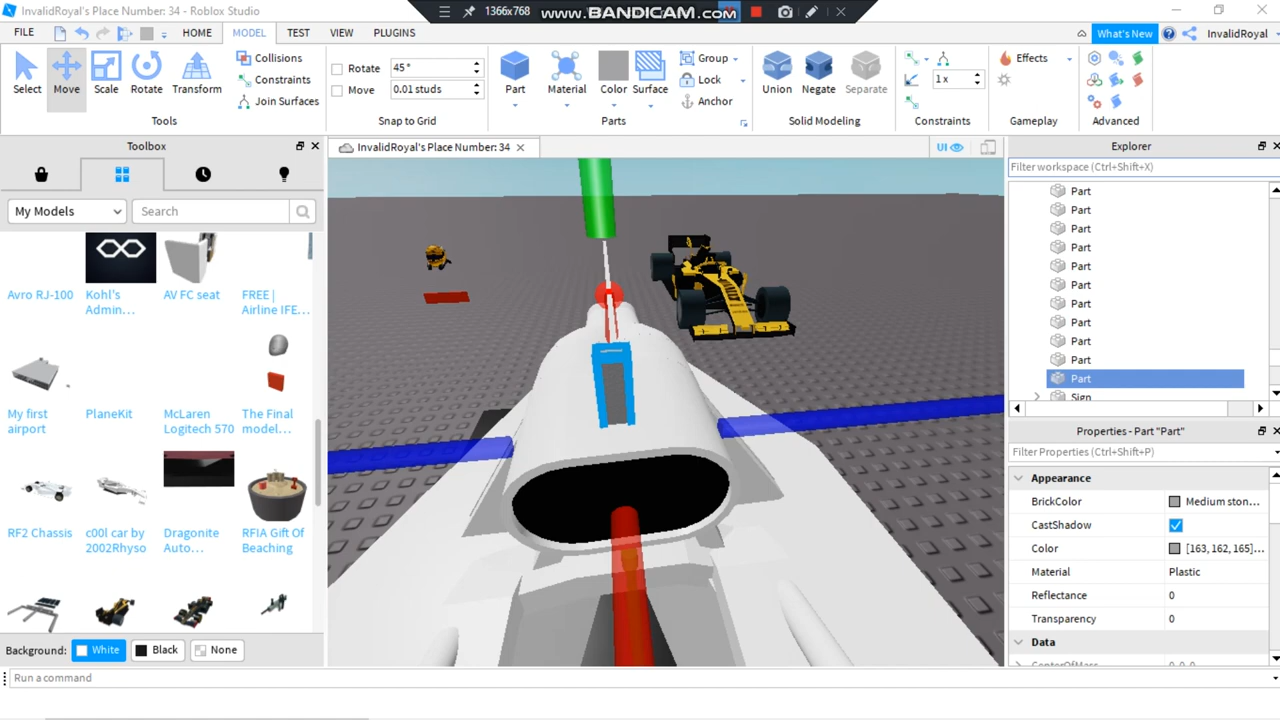 InvalidRoyal's Place Number: 34 - Roblox Studio
1366x768
www.BANDICAM.com
FILE
HOME
MODEL
TEST
VIEW
PLUGINS
What's New
InvalidRoyal
Select
Move
Scale
Rotate
Transform
Collisions
Constraints
Join Surfaces
Tools
Rotate 45°
Move 0.01 studs
Snap to Grid
Part
Material
Color
Surface
Group
Lock
Anchor
Parts
Union
Negate
Separate
Solid Modeling
1 x
Constraints
Effects
Gameplay
Advanced
Toolbox
My Models
Search
Avro RJ-100
Kohl's
Admin...
AV FC seat
FREE |
Airline IFE...
My first
airport
PlaneKit
McLaren
Logitech 570
The Final
model...
RF2 Chassis
c00l car by
2002Rhyso
Dragonite
Auto...
RFIA Gift Of
Beaching
Background:
White
Black
None
InvalidRoyal's Place Number: 34
UI
Explorer
Filter workspace (Ctrl+Shift+X)
Part
Part
Part
Part
Part
Part
Part
Part
Part
Part
Part
Sign
Properties - Part "Part"
Filter Properties (Ctrl+Shift+P)
Appearance
BrickColor Medium ston...
CastShadow
Color [163, 162, 165]...
Material Plastic
Reflectance 0
Transparency 0
Data
CenterOfMass 0, 0, 0
Run a command